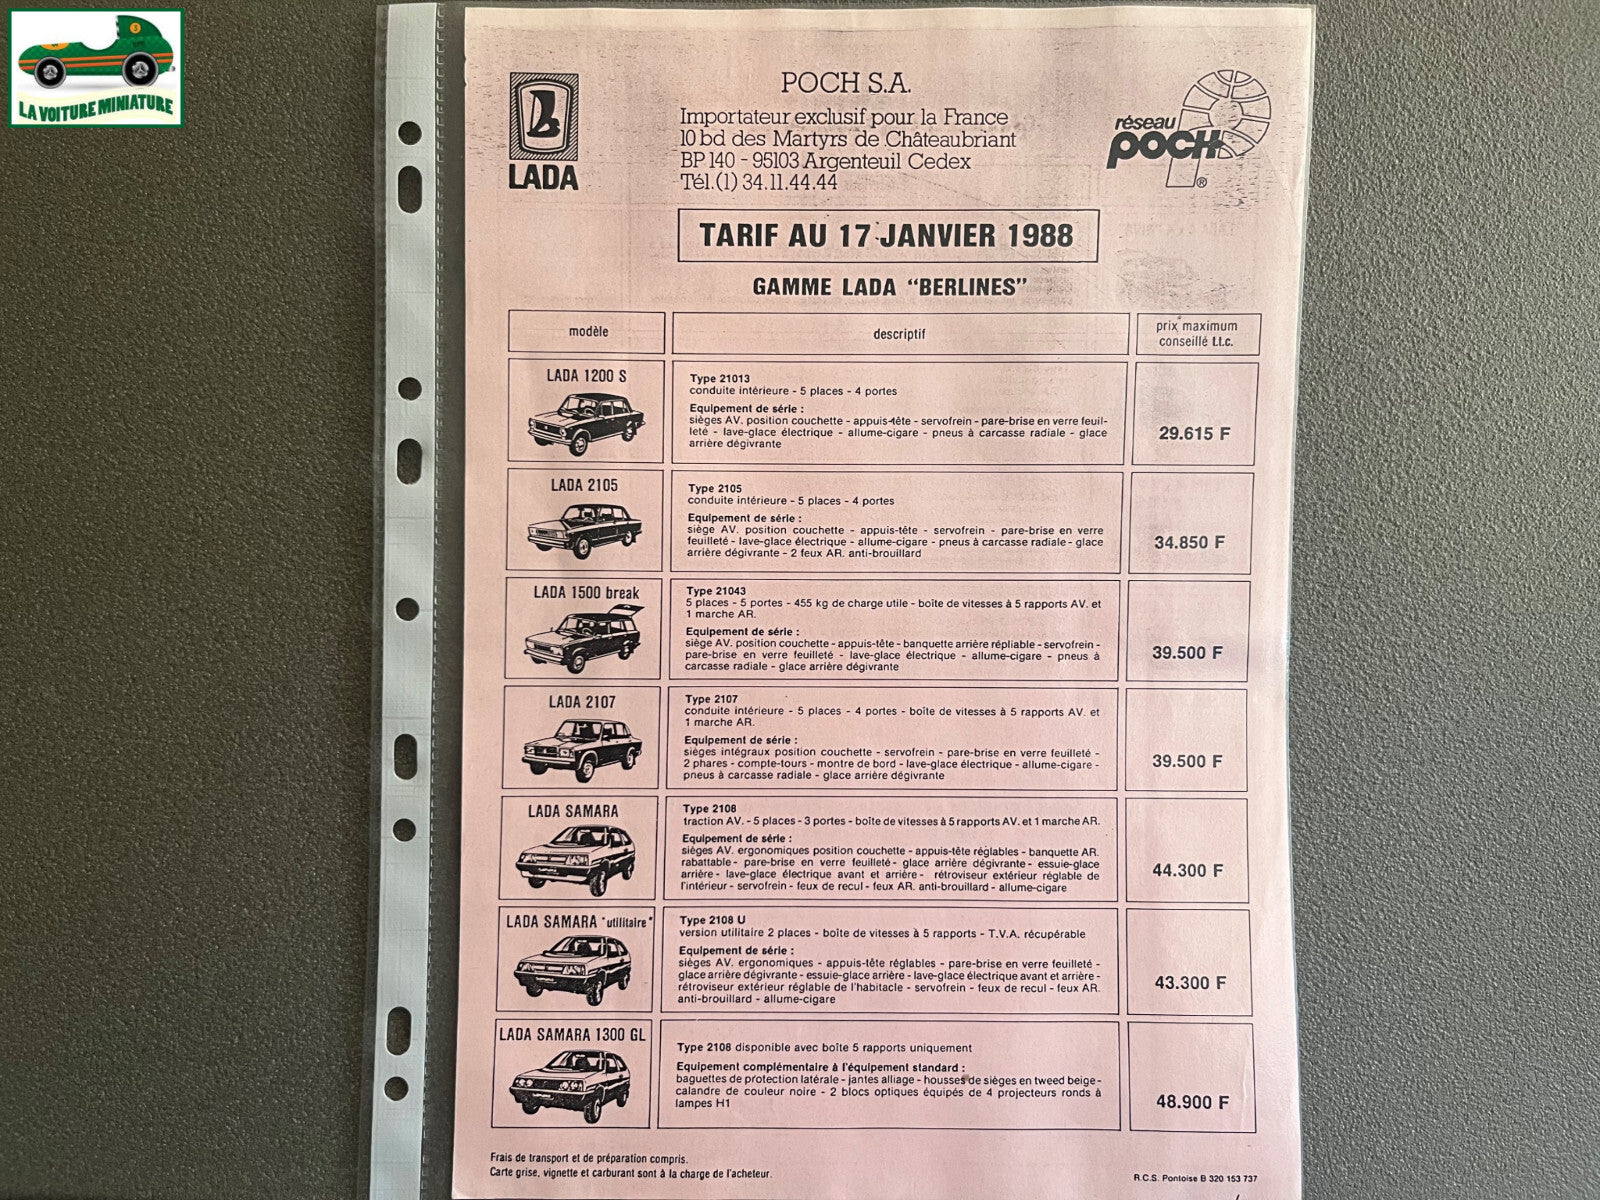 LA VOITURE MINIATURE
LADA
POCH S.A.
Importateur exclusif pour la France
10 bd des Martyrs de Châteaubriant
BP 140 - 95103 Argenteuil Cedex
Tél.(1) 34.11.44.44
réseau
POCH
®
TARIF AU 17 JANVIER 1988
GAMME LADA “BERLINES”
modèle
descriptif
prix maximum
conseillé t.t.c.
LADA 1200 S
Type 21013
conduite intérieure - 5 places - 4 portes
Equipement de série :
sièges AV. position couchette - appuis-tête - servofrein - pare-brise en verre feuil-
leté - lave-glace électrique - allume-cigare - pneus à carcasse radiale - glace
arrière dégivrante
29.615 F
LADA 2105
Type 2105
conduite intérieure - 5 places - 4 portes
Equipement de série :
siège AV. position couchette - appuis-tête - servofrein - pare-brise en verre
feuilleté - lave-glace électrique - allume-cigare - pneus à carcasse radiale - glace
arrière dégivrante - 2 feux AR. anti-brouillard
34.850 F
LADA 1500 break
Type 21043
5 places - 5 portes - 455 kg de charge utile - boîte de vitesses à 5 rapports AV. et
1 marche AR.
Equipement de série :
siège AV. position couchette - appuis-tête - banquette arrière répliable - servofrein -
pare-brise en verre feuilleté - lave-glace électrique - allume-cigare - pneus à
carcasse radiale - glace arrière dégivrante
39.500 F
LADA 2107
Type 2107
conduite intérieure - 5 places - 4 portes - boîte de vitesses à 5 rapports AV. et
1 marche AR.
Equipement de série :
sièges intégraux position couchette - servofrein - pare-brise en verre feuilleté -
2 phares - compte-tours - montre de bord - lave-glace électrique - allume-cigare -
pneus à carcasse radiale - glace arrière dégivrante
39.500 F
LADA SAMARA
Type 2108
traction AV. - 5 places - 3 portes - boîte de vitesses à 5 rapports AV. et 1 marche AR.
Equipement de série :
sièges AV. ergonomiques position couchette - appuis-tête réglables - banquette AR.
rabattable - pare-brise en verre feuilleté - glace arrière dégivrante - essuie-glace
arrière - lave-glace électrique avant et arrière - rétroviseur extérieur réglable de
l'intérieur - servofrein - feux de recul - feux AR. anti-brouillard - allume-cigare
44.300 F
LADA SAMARA "utilitaire"
Type 2108 U
version utilitaire 2 places - boîte de vitesses à 5 rapports - T.V.A. récupérable
Equipement de série :
sièges AV. ergonomiques - appuis-tête réglables - pare-brise en verre feuilleté -
glace arrière dégivrante - essuie-glace arrière - lave-glace électrique avant et arrière -
rétroviseur extérieur réglable de l'habitacle - servofrein - feux de recul - feux AR.
anti-brouillard - allume-cigare
43.300 F
LADA SAMARA 1300 GL
Type 2108 disponible avec boîte 5 rapports uniquement
Equipement complémentaire à l'équipement standard :
baguettes de protection latérale - jantes alliage - housses de sièges en tweed beige -
calandre de couleur noire - 2 blocs optiques équipés de 4 projecteurs ronds à
lampes H1
48.900 F
Frais de transport et de préparation compris.
Carte grise, vignette et carburant sont à la charge de l'acheteur.
R.C.S. Pontoise B 320 153 737